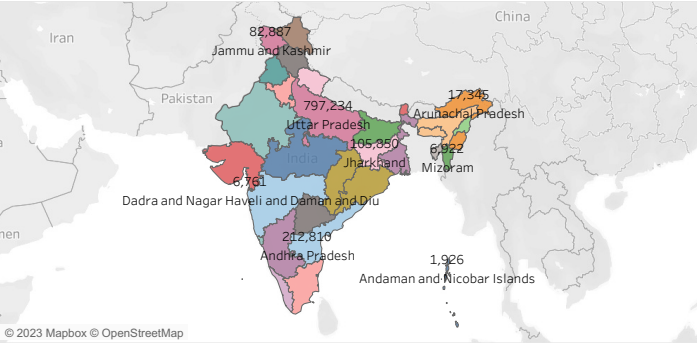 China
Iran
82,887
Jammu and Kashmir
Pakistan
17,345
Arunachal Pradesh
797,234
Uttar Pradesh
105,850
Jharkhand
6,922
Mizoram
India
6,761
Dadra and Nagar Haveli and Daman and Diu
212,810
Andhra Pradesh
1,926
Andaman and Nicobar Islands
© 2023 Mapbox © OpenStreetMap